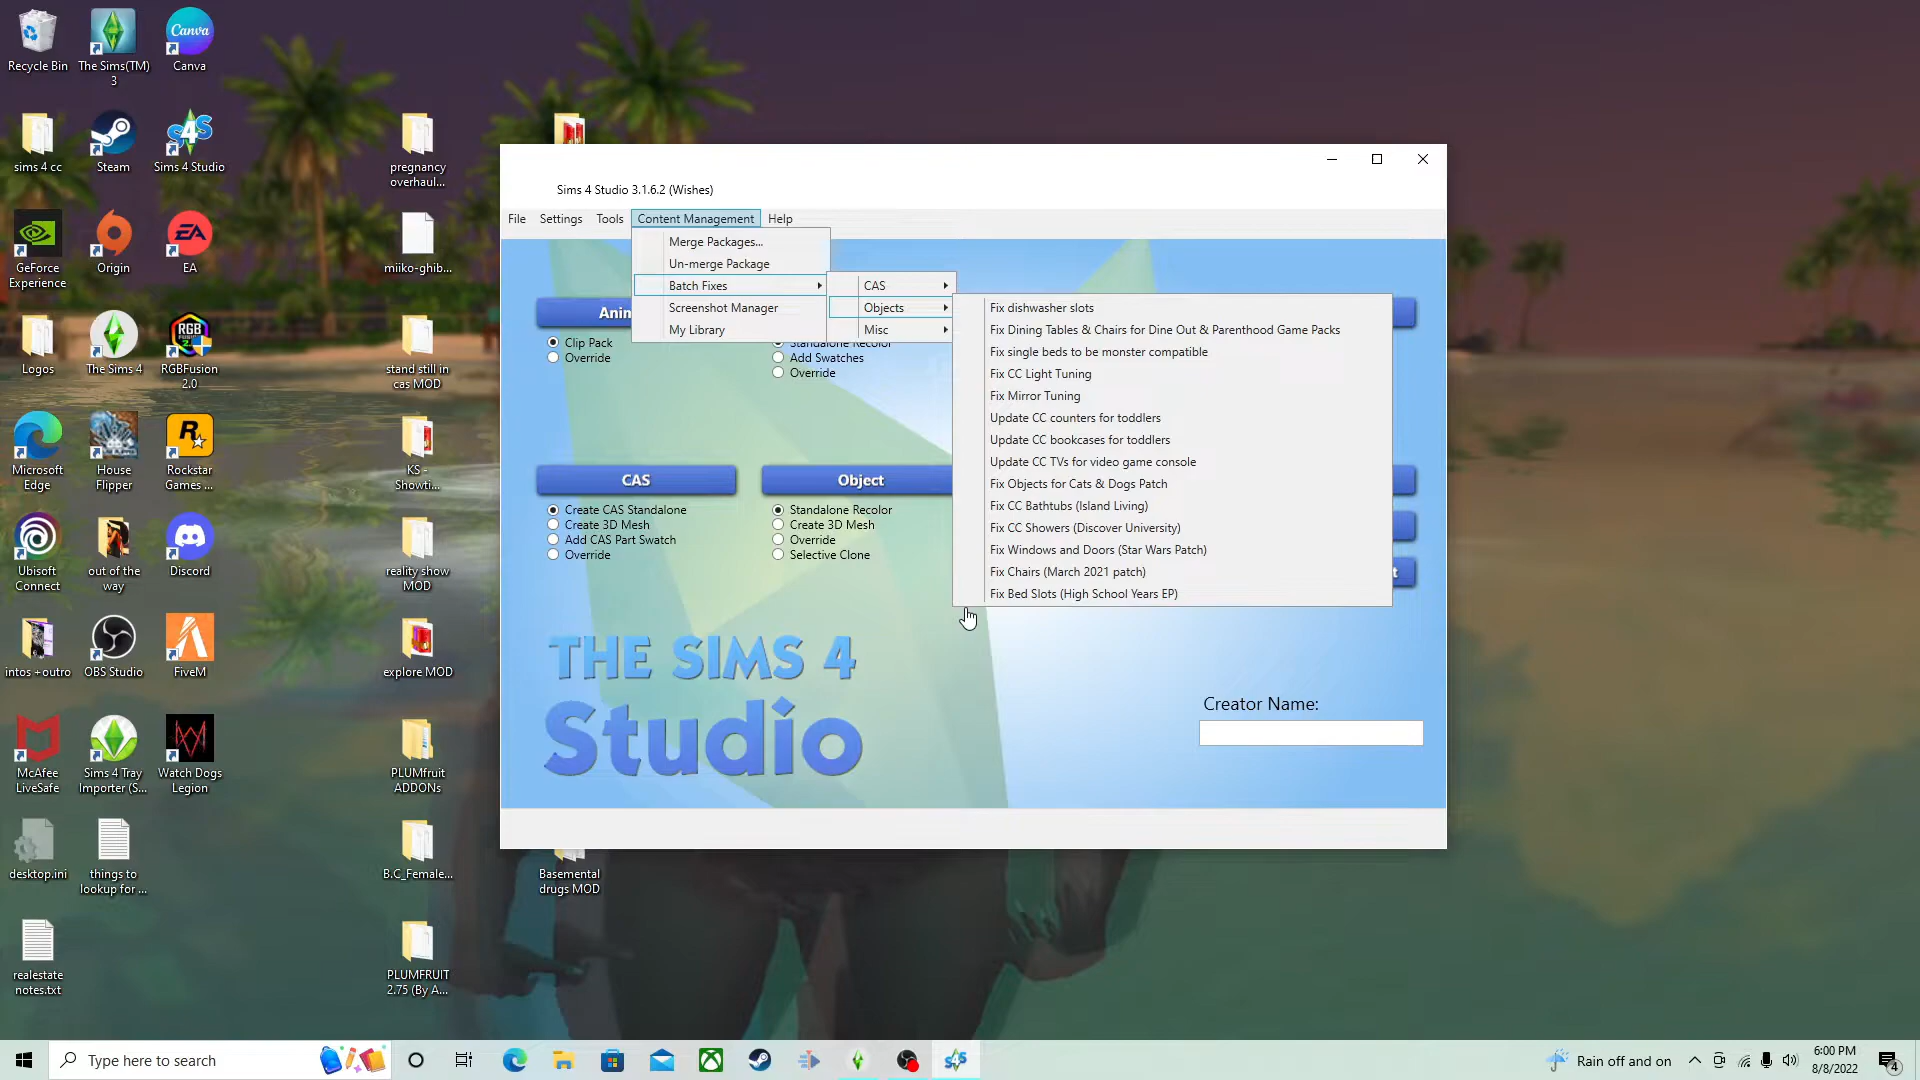 Recycle Bin
The Sims(TM)
3
Canva
sims 4 cc
Steam
Sims 4 Studio
pregnancy
overhaul...
GeForce
Experience
Origin
EA
miiko-ghib...
Logos
The Sims 4
RGB
FUSION
RGBFusion
2.0
stand still in
cas MOD
Microsoft
Edge
House
Flipper
Rockstar
Games ...
KS -
Showti...
Ubisoft
Connect
out of the
way
Discord
reality show
MOD
intos +outro
OBS Studio
FiveM
explore MOD
McAfee
LiveSafe
Sims 4 Tray
Importer (S...
Watch Dogs
Legion
PLUMfruit
ADDONs
desktop.ini
things to
lookup for ...
B.C_Female...
Basemental
drugs MOD
realestate
notes.txt
PLUMFRUIT
2.75 (By A...
Sims 4 Studio 3.1.6.2 (Wishes)
File Settings Tools Content Management Help
Merge Packages...
Un-merge Package
Batch Fixes
Screenshot Manager
My Library
CAS
Objects
Misc
Fix dishwasher slots
Fix Dining Tables & Chairs for Dine Out & Parenthood Game Packs
Fix single beds to be monster compatible
Fix CC Light Tuning
Fix Mirror Tuning
Update CC counters for toddlers
Update CC bookcases for toddlers
Update CC TVs for video game console
Fix Objects for Cats & Dogs Patch
Fix CC Bathtubs (Island Living)
Fix CC Showers (Discover University)
Fix Windows and Doors (Star Wars Patch)
Fix Chairs (March 2021 patch)
Fix Bed Slots (High School Years EP)
Anim
Clip Pack
Override
Standalone Recolor
Add Swatches
Override
CAS
Create CAS Standalone
Create 3D Mesh
Add CAS Part Swatch
Override
Object
Standalone Recolor
Create 3D Mesh
Override
Selective Clone
t
THE SIMS 4
Studio
Creator Name:
Type here to search
Rain off and on
6:00 PM
8/8/2022
4